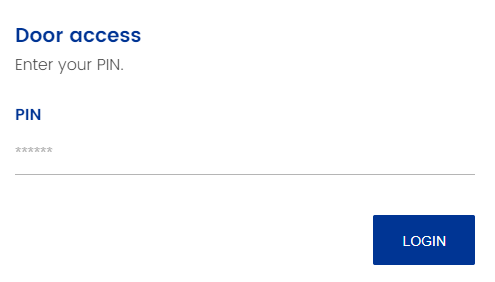 Door access
Enter your PIN.
PIN
******
LOGIN